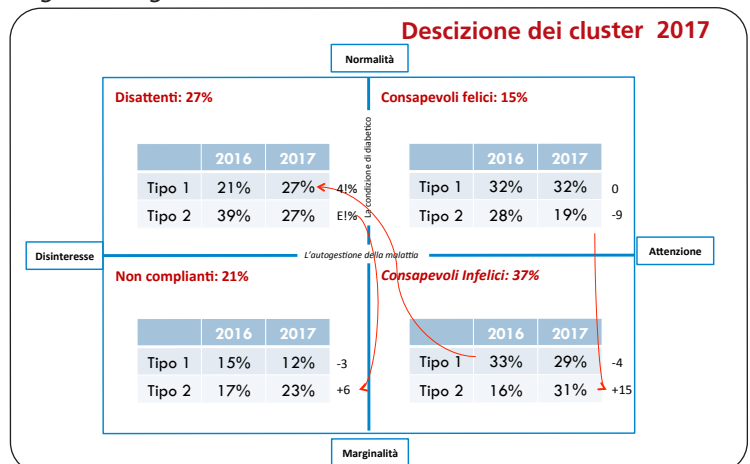 Descizione dei cluster 2017
Normalità
Disattenti: 27%
2016 2017
Tipo 1 21% 27% 4!%
Tipo 2 39% 27% E!%
La condizione di diabetico
Consapevoli felici: 15%
2016 2017
Tipo 1 32% 32% 0
Tipo 2 28% 19% -9
Disinteresse
L'autogestione della malattia
Attenzione
Non complianti: 21%
2016 2017
Tipo 1 15% 12% -3
Tipo 2 17% 23% +6
Consapevoli Infelici: 37%
2016 2017
Tipo 1 33% 29% -4
Tipo 2 16% 31% +15
Marginalità